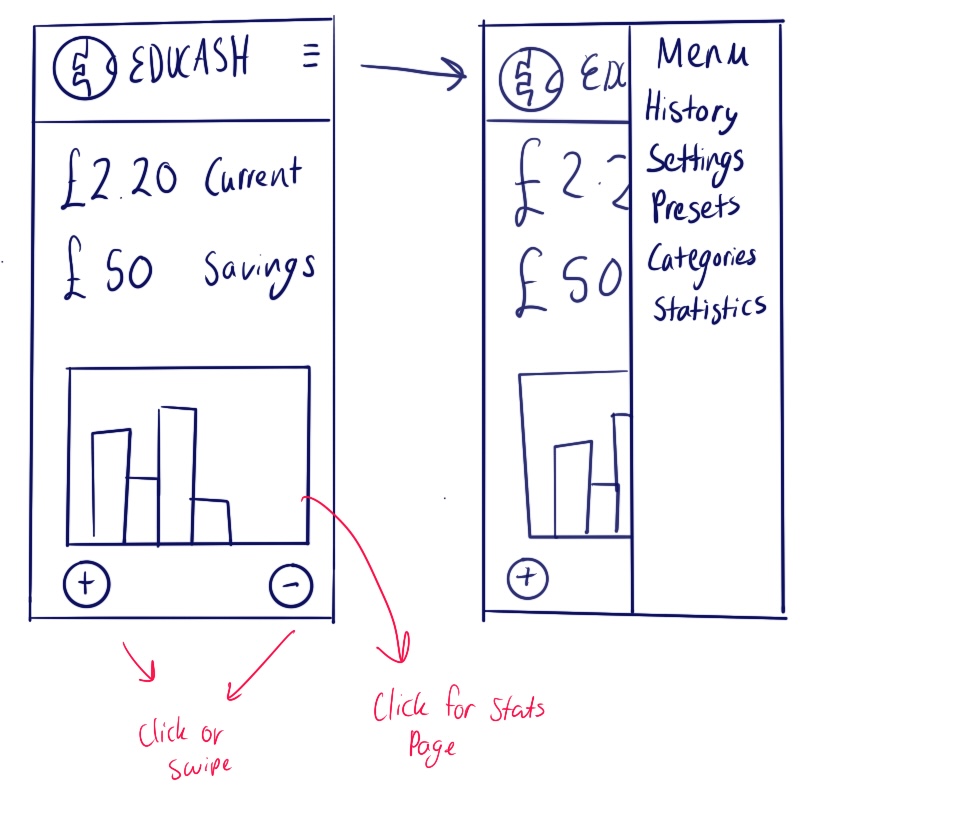 EDUCASH
£2.20 Current
£50 Savings
+
-
Click or
Swipe
Click for Stats
Page
EDU
£2.2
£50
+
Menu
History
Settings
Presets
Categories
Statistics